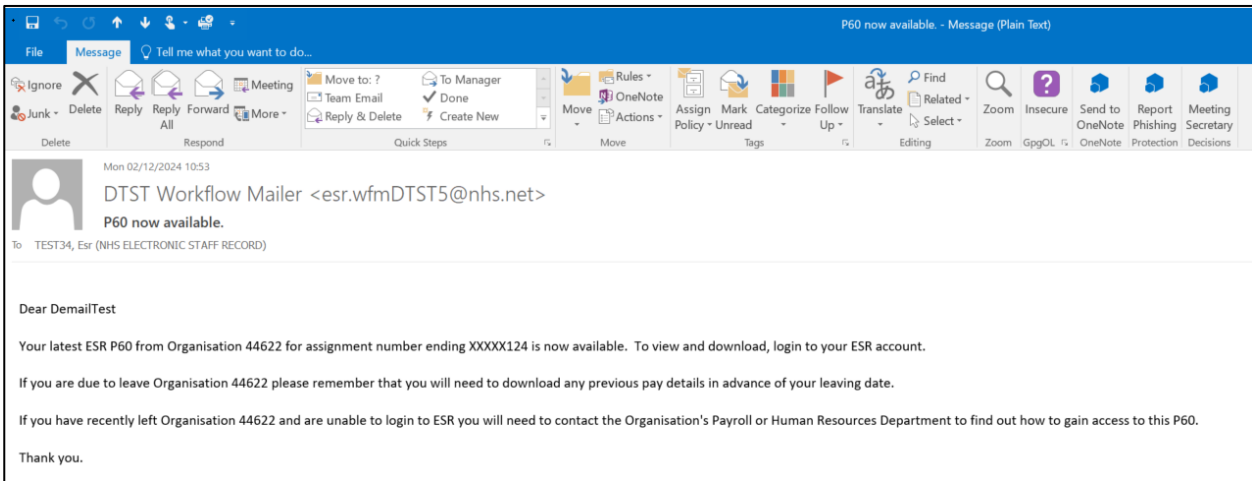 P60 now available. - Message (Plain Text)
File Message Tell me what you want to do...
Ignore
Junk
Delete
Reply
Reply All
Forward
Meeting
More
Move to: ?
Team Email
Reply & Delete
To Manager
Done
Create New
Move
Rules
OneNote
Actions
Assign Policy
Mark Unread
Categorize
Follow Up
Translate
Find
Related
Select
Zoom
Insecure
Send to OneNote
Report Phishing
Meeting Secretary
Delete Respond Quick Steps Move Tags Editing Zoom GpgOL OneNote Protection Decisions
Mon 02/12/2024 10:53
DTST Workflow Mailer <esr.wfmDTST5@nhs.net>
P60 now available.
To TEST34, Esr (NHS ELECTRONIC STAFF RECORD)
Dear DemailTest
Your latest ESR P60 from Organisation 44622 for assignment number ending XXXXX124 is now available. To view and download, login to your ESR account.
If you are due to leave Organisation 44622 please remember that you will need to download any previous pay details in advance of your leaving date.
If you have recently left Organisation 44622 and are unable to login to ESR you will need to contact the Organisation's Payroll or Human Resources Department to find out how to gain access to this P60.
Thank you.